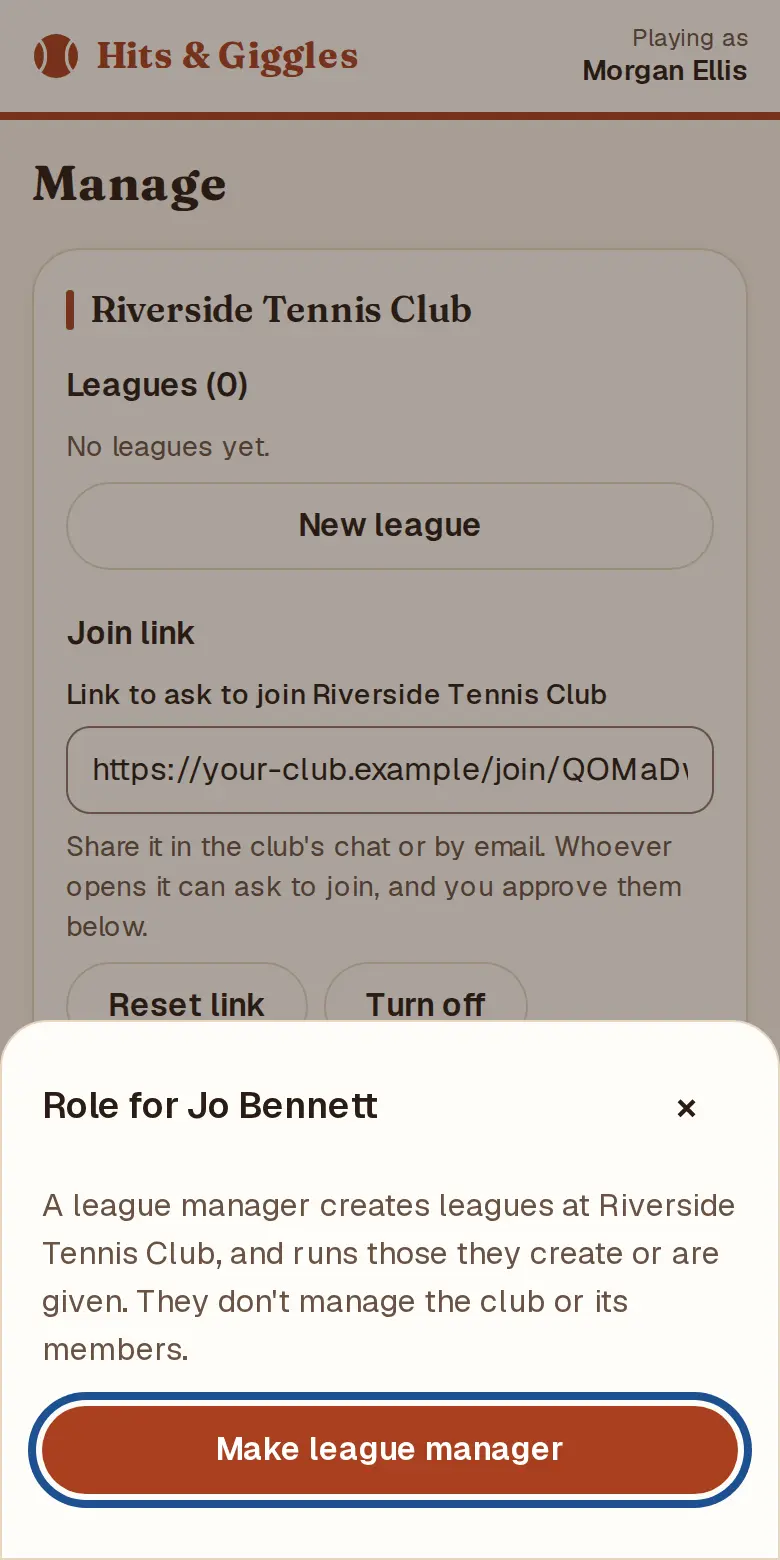 Hits & Giggles
Playing as
Morgan Ellis
Manage
Riverside Tennis Club
Leagues (0)
No leagues yet.
New league
Join link
Link to ask to join Riverside Tennis Club
https://your-club.example/join/QOMaD
Share it in the club's chat or by email. Whoever
opens it can ask to join, and you approve them
below.
Reset link
Turn off
Role for Jo Bennett
×
A league manager creates leagues at Riverside
Tennis Club, and runs those they create or are
given. They don't manage the club or its
members.
Make league manager